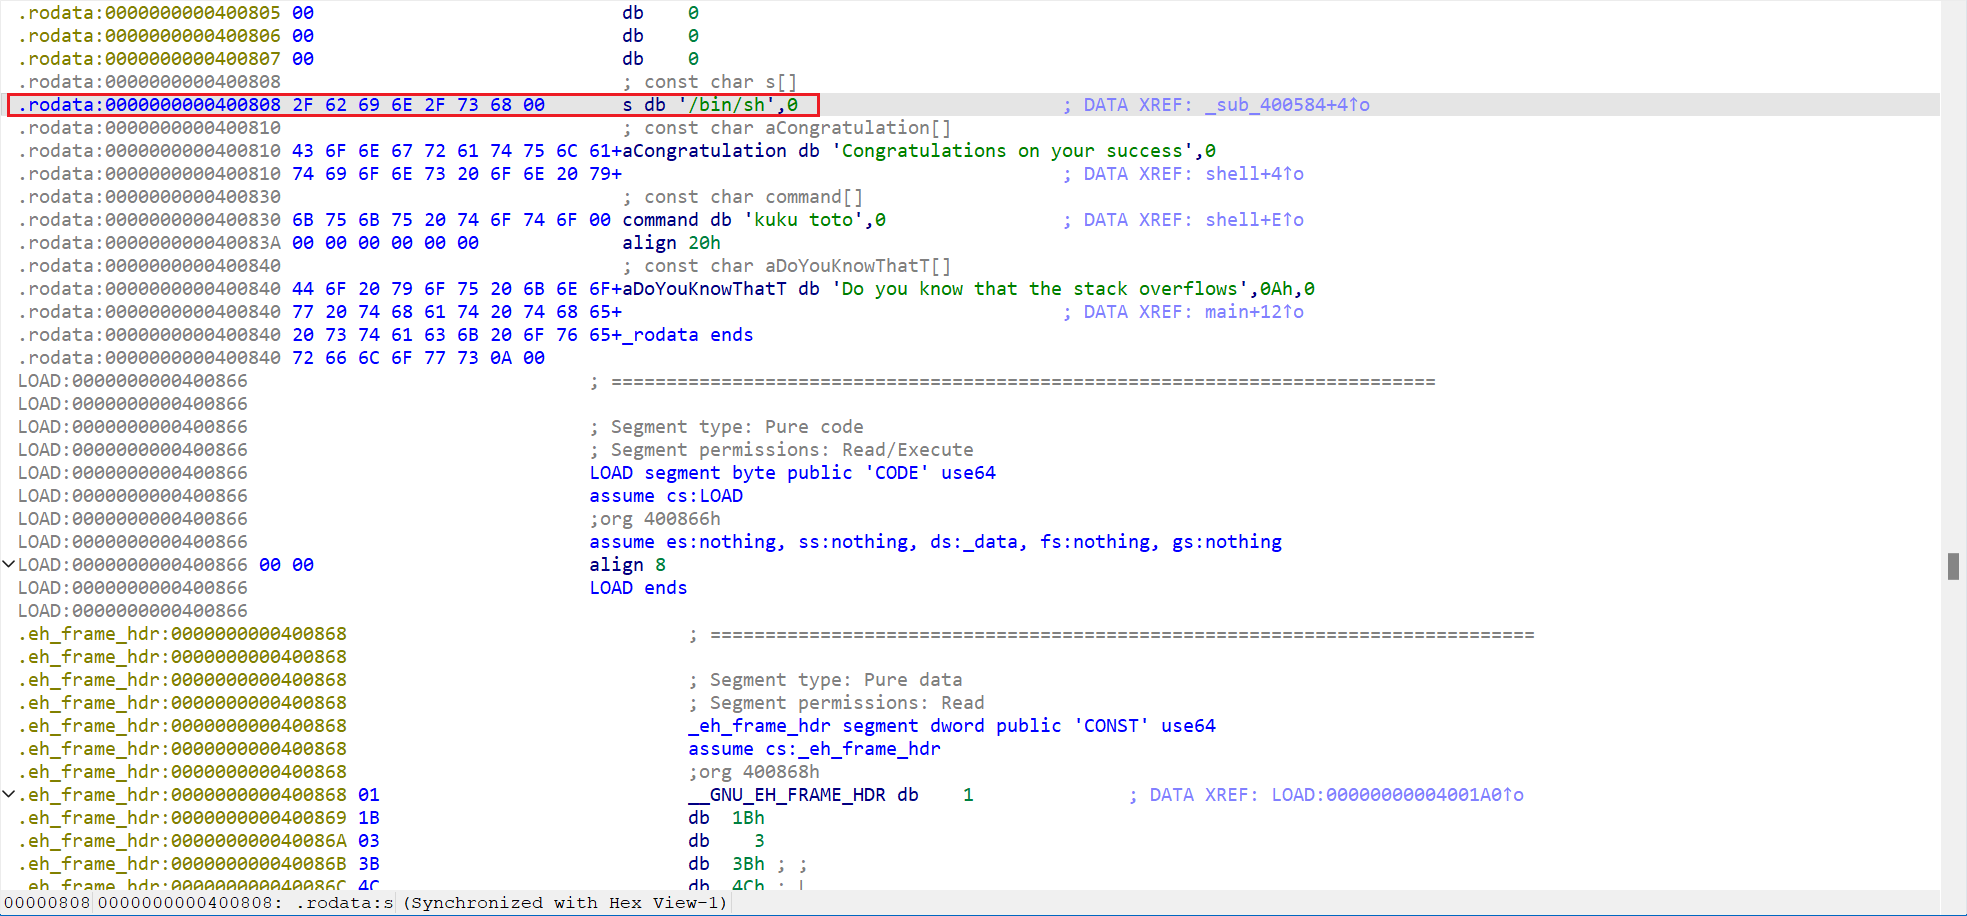 .rodata:0000000000400805 00 db 0
.rodata:0000000000400806 00 db 0
.rodata:0000000000400807 00 db 0
.rodata:0000000000400808 ; const char s[]
.rodata:0000000000400808 2F 62 69 6E 2F 73 68 00 s db '/bin/sh',0 ; DATA XREF: _sub_400584+4↑o
.rodata:0000000000400810 ; const char aCongratulation[]
.rodata:0000000000400810 43 6F 6E 67 72 61 74 75 6C 61+aCongratulation db 'Congratulations on your success',0
.rodata:0000000000400810 74 69 6F 6E 73 20 6F 6E 20 79+ ; DATA XREF: shell+4↑o
.rodata:0000000000400830 ; const char command[]
.rodata:0000000000400830 6B 75 6B 75 20 74 6F 74 6F 00 command db 'kuku toto',0 ; DATA XREF: shell+E↑o
.rodata:000000000040083A 00 00 00 00 00 00 align 20h
.rodata:0000000000400840 ; const char aDoYouKnowThatT[]
.rodata:0000000000400840 44 6F 20 79 6F 75 20 6B 6E 6F+aDoYouKnowThatT db 'Do you know that the stack overflows',0Ah,0
.rodata:0000000000400840 77 20 74 68 61 74 20 74 68 65+ ; DATA XREF: main+12↑o
.rodata:0000000000400840 20 73 74 61 63 6B 20 6F 76 65+_rodata ends
.rodata:0000000000400840 72 66 6C 6F 77 73 0A 00
LOAD:0000000000400866 ; ===========================================================================
LOAD:0000000000400866
LOAD:0000000000400866 ; Segment type: Pure code
LOAD:0000000000400866 ; Segment permissions: Read/Execute
LOAD:0000000000400866 LOAD segment byte public 'CODE' use64
LOAD:0000000000400866 assume cs:LOAD
LOAD:0000000000400866 ;org 400866h
LOAD:0000000000400866 assume es:nothing, ss:nothing, ds:_data, fs:nothing, gs:nothing
LOAD:0000000000400866 00 00 align 8
LOAD:0000000000400866 LOAD ends
LOAD:0000000000400866
.eh_frame_hdr:0000000000400868 ; ===========================================================================
.eh_frame_hdr:0000000000400868
.eh_frame_hdr:0000000000400868 ; Segment type: Pure data
.eh_frame_hdr:0000000000400868 ; Segment permissions: Read
.eh_frame_hdr:0000000000400868 _eh_frame_hdr segment dword public 'CONST' use64
.eh_frame_hdr:0000000000400868 assume cs:_eh_frame_hdr
.eh_frame_hdr:0000000000400868 ;org 400868h
.eh_frame_hdr:0000000000400868 01 __GNU_EH_FRAME_HDR db 1 ; DATA XREF: LOAD:00000000004001A0↑o
.eh_frame_hdr:0000000000400869 1B db 1Bh
.eh_frame_hdr:000000000040086A 03 db 3
.eh_frame_hdr:000000000040086B 3B db 3Bh ; ;
.eh_frame_hdr:000000000040086C 4C db 4Ch ; L
00000808 0000000000400808: .rodata:s (Synchronized with Hex View-1)